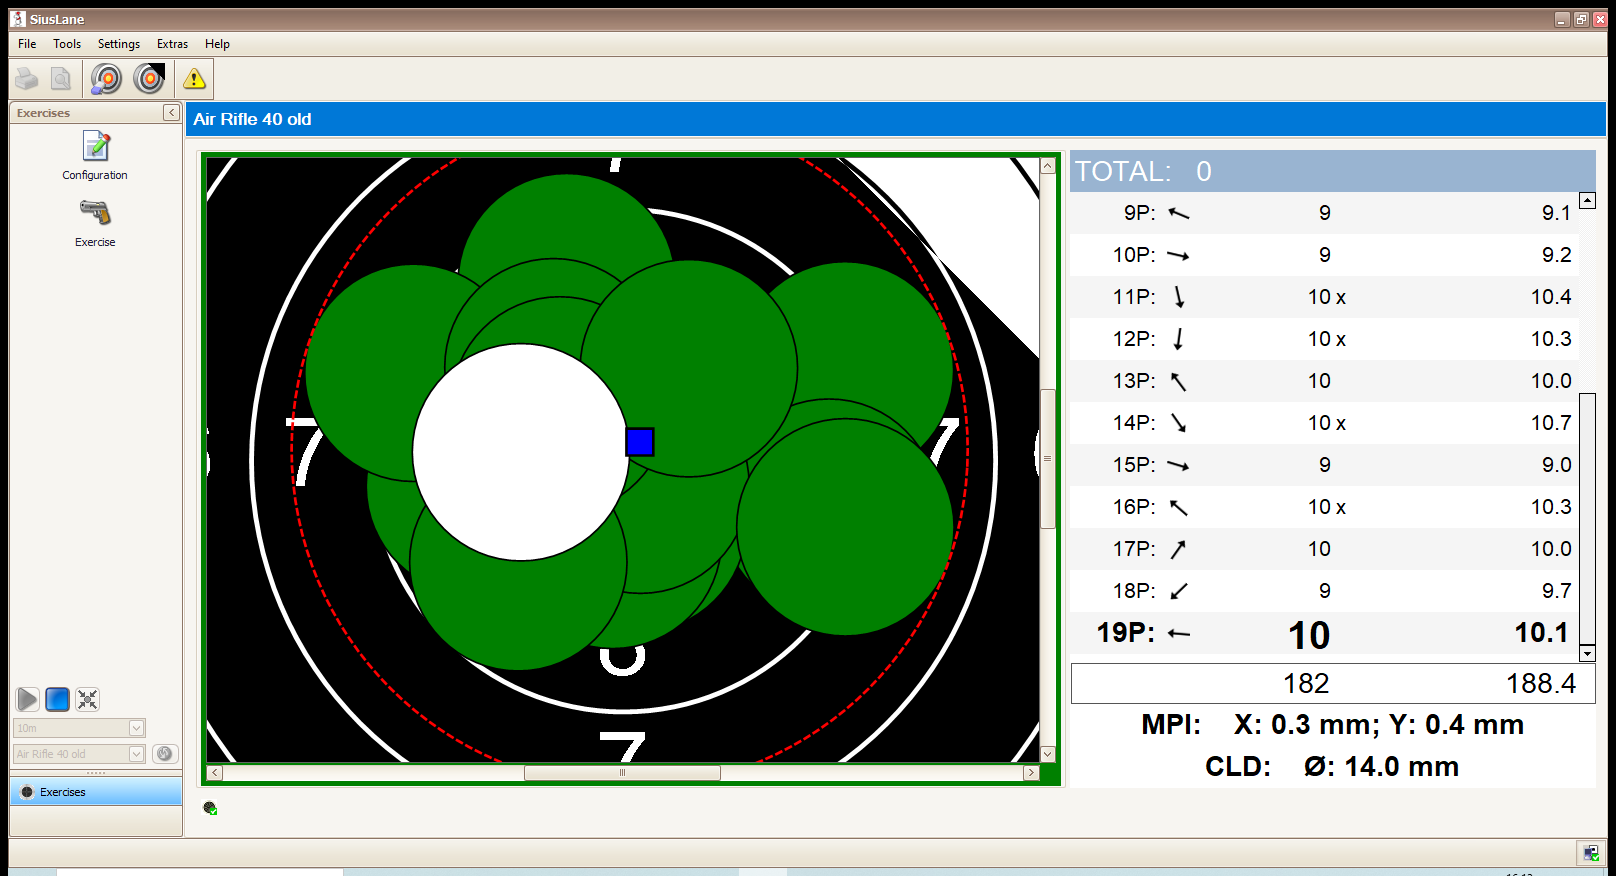 SiusLane
File Tools Settings Extras Help
Exercises
Configuration
Exercise
10m
Air Rifle 40 old
Exercises
Air Rifle 40 old
7
7
7
8
7
TOTAL: 0
9P: 9 9.1
10P: 9 9.2
11P: 10 x 10.4
12P: 10 x 10.3
13P: 10 10.0
14P: 10 x 10.7
15P: 9 9.0
16P: 10 x 10.3
17P: 10 10.0
18P: 9 9.7
19P: 10 10.1
182 188.4
MPI: X: 0.3 mm; Y: 0.4 mm
CLD: Ø: 14.0 mm